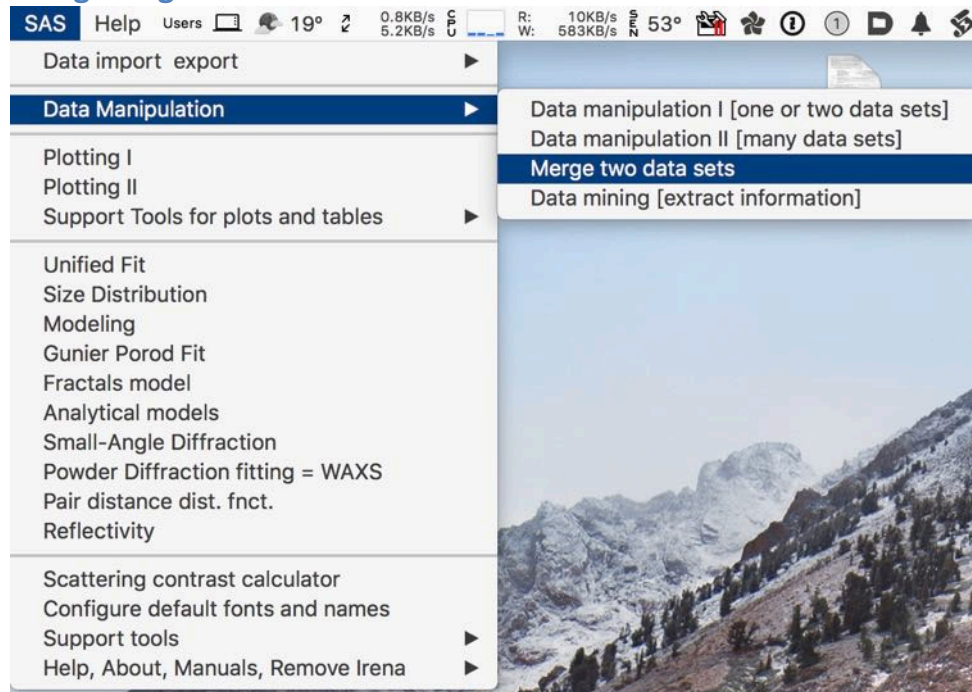 SAS Help Users 19° 0.8KB/s 5.2KB/s CPU R: W: 10KB/s 583KB/s SEN 53° 1
Data import export
Data Manipulation
Data manipulation I [one or two data sets]
Data manipulation II [many data sets]
Merge two data sets
Data mining [extract information]
Plotting I
Plotting II
Support Tools for plots and tables
Unified Fit
Size Distribution
Modeling
Gunier Porod Fit
Fractals model
Analytical models
Small-Angle Diffraction
Powder Diffraction fitting = WAXS
Pair distance dist. fnct.
Reflectivity
Scattering contrast calculator
Configure default fonts and names
Support tools
Help, About, Manuals, Remove Irena